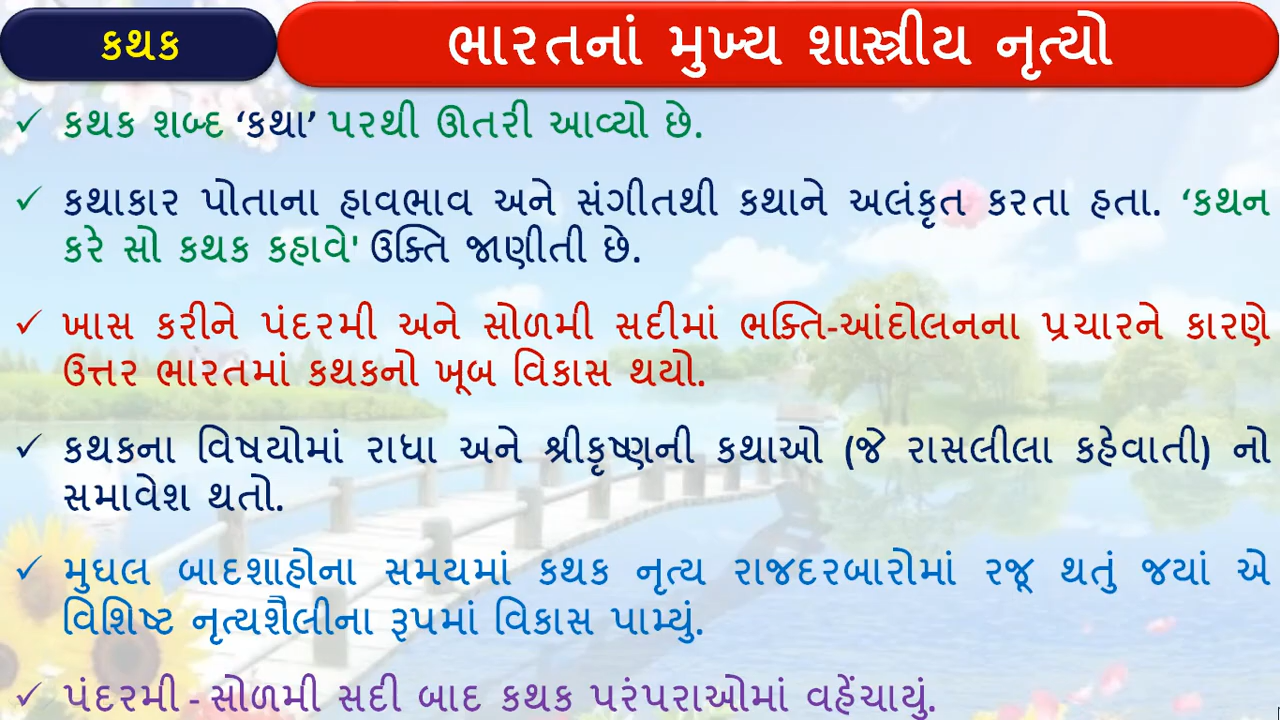 કથક
ભારતનાં મુખ્ય શાસ્ત્રીય નૃત્યો
✓ કથક શબ્દ ‘કથા’ પરથી ઊતરી આવ્યો છે.
✓ કથાકાર પોતાના હાવભાવ અને સંગીતથી કથાને અલંકૃત કરતા હતા. ‘કથન
કરે સો કથક કહાવે' ઉક્તિ જાણીતી છે.
✓ ખાસ કરીને પંદરમી અને સોળમી સદીમાં ભક્તિ-આંદોલનના પ્રચારને કારણે
ઉત્તર ભારતમાં કથકનો ખૂબ વિકાસ થયો.
✓ કથકના વિષયોમાં રાધા અને શ્રીકૃષ્ણની કથાઓ (જે રાસલીલા કહેવાતી) નો
સમાવેશ થતો.
✓ મુઘલ બાદશાહોના સમયમાં કથક નૃત્ય રાજદરબારોમાં રજૂ થતું જયાં એ
વિશિષ્ટ નૃત્યશૈલીના રૂપમાં વિકાસ પામ્યું.
✓ પંદરમી - સોળમી સદી બાદ કથક પરંપરાઓમાં વહેંચાયું.